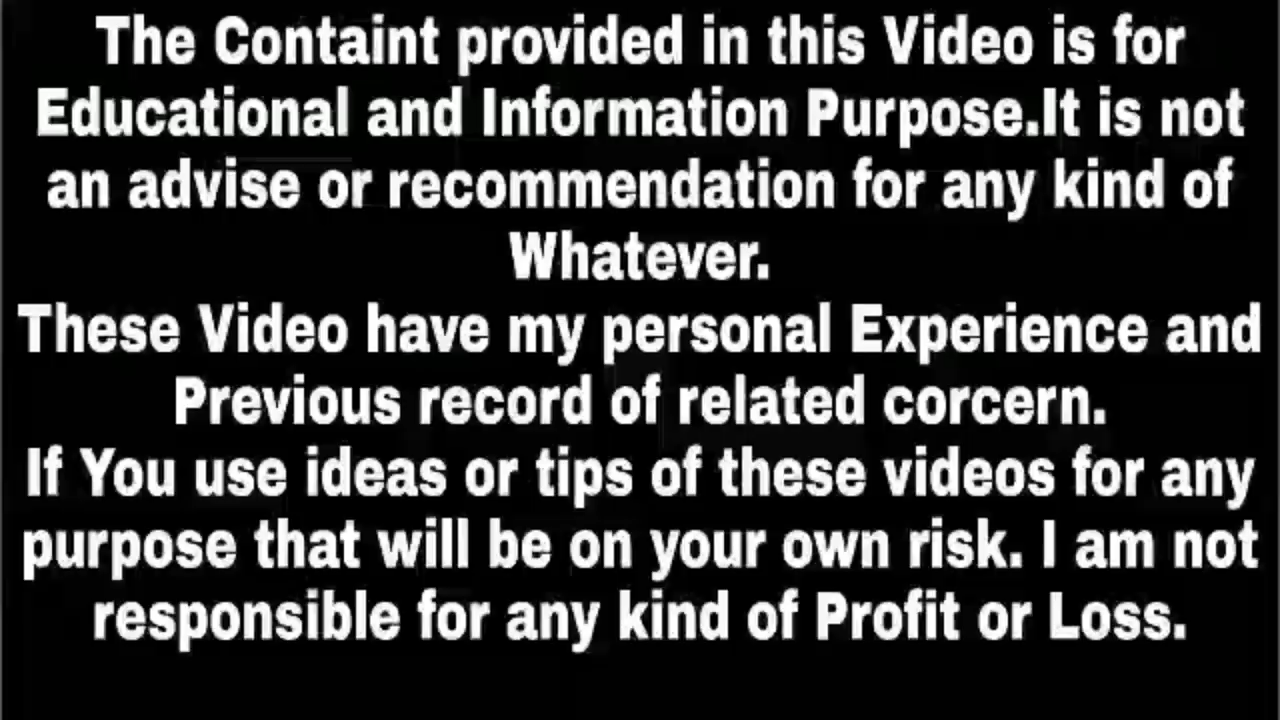 The Containt provided in this Video is for
Educational and Information Purpose.It is not
an advise or recommendation for any kind of
Whatever.
These Video have my personal Experience and
Previous record of related corcern.
If You use ideas or tips of these videos for any
purpose that will be on your own risk. I am not
responsible for any kind of Profit or Loss.